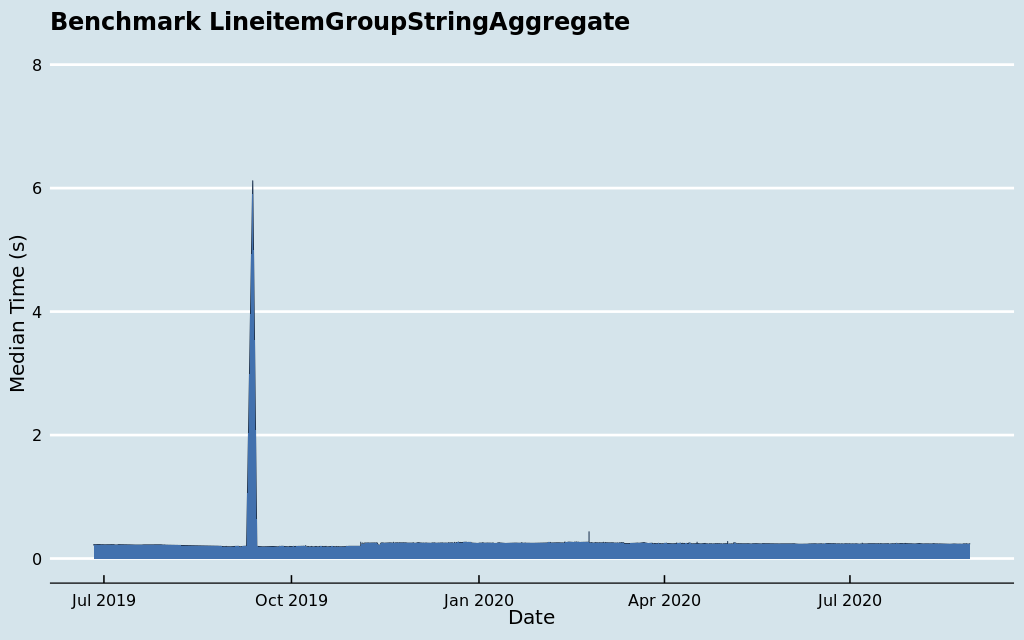 Benchmark LineitemGroupStringAggregate
8
6
4
2
0
Median Time (s)
Jul 2019 Oct 2019 Jan 2020 Apr 2020 Jul 2020
Date